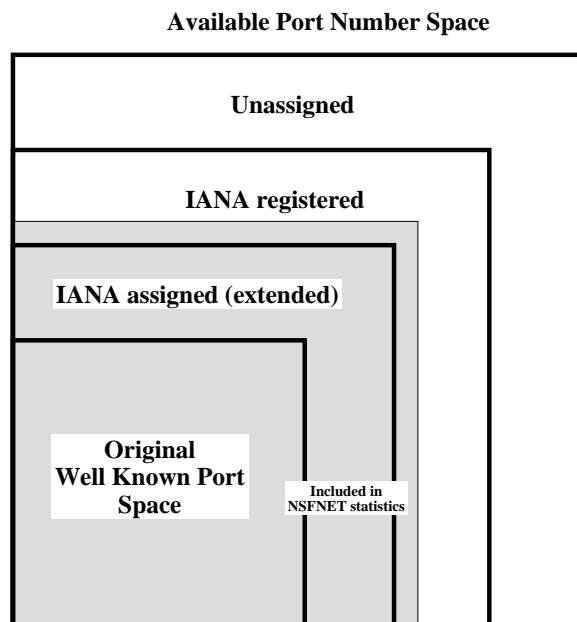 Available Port Number Space
Unassigned
IANA registered
IANA assigned (extended)
Original
Well Known Port
Space
Included in
NSFNET statistics